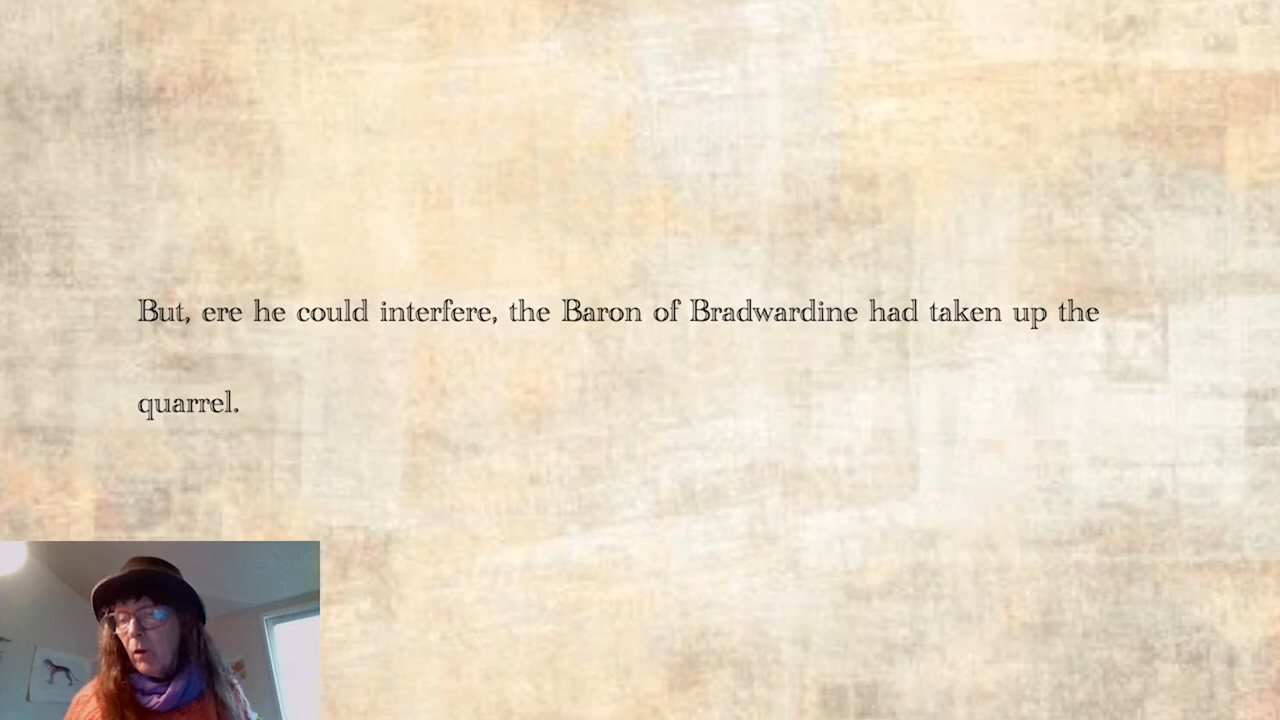 But, ere he could interfere, the Baron of Bradwardine had taken up the
quarrel.